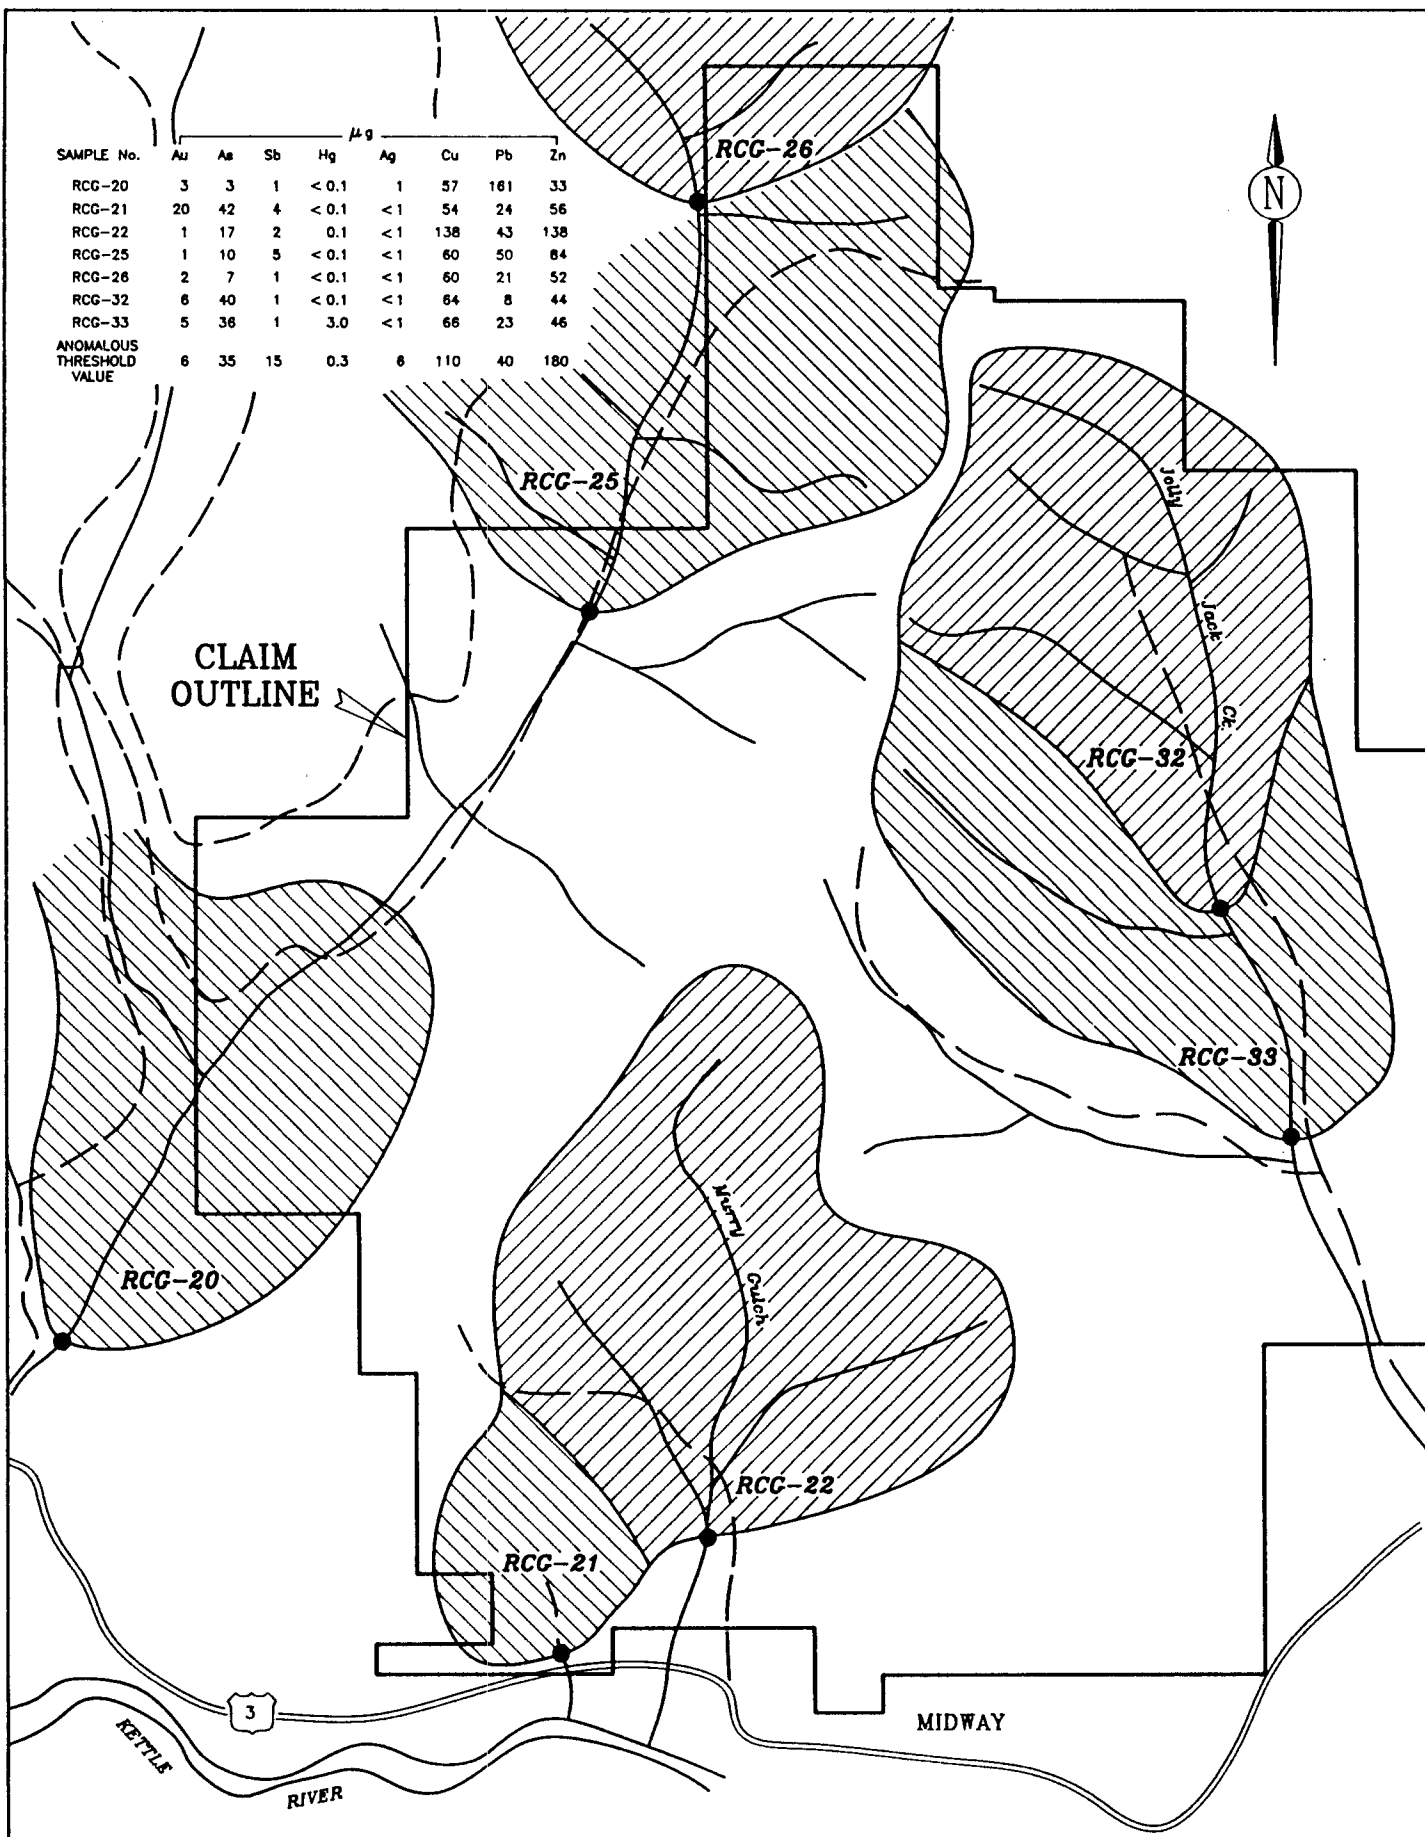 µg
SAMPLE No. Au As Sb Hg Ag Cu Pb Zn
RCG-20 3 3 1 <0.1 1 57 161 33
RCG-21 20 42 4 <0.1 <1 54 24 56
RCG-22 1 17 2 0.1 <1 138 43 138
RCG-25 1 10 5 <0.1 <1 60 50 84
RCG-26 2 7 1 <0.1 <1 60 21 52
RCG-32 6 40 1 <0.1 <1 64 8 44
RCG-33 5 36 1 3.0 <1 66 23 46
ANOMALOUS
THRESHOLD
VALUE
6 35 15 0.3 6 110 40 180
RCG-26
N
RCG-25
Jolly
Jack
Ck.
CLAIM
OUTLINE
RCG-32
RCG-33
Murry
Gulch
RCG-20
RCG-22
RCG-21
3
MIDWAY
KETTLE
RIVER